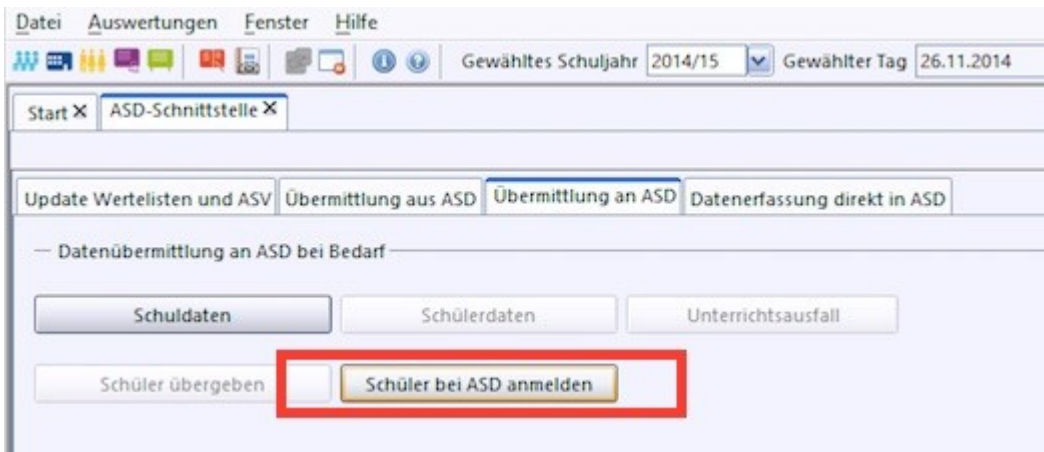 Datei Auswertungen Fenster Hilfe
Gewähltes Schuljahr 2014/15 Gewählter Tag 26.11.2014
Start ASD-Schnittstelle
Update Wertelisten und ASV Übermittlung aus ASD Übermittlung an ASD Datenerfassung direkt in ASD
Datenübermittlung an ASD bei Bedarf
Schuldaten Schülerdaten Unterrichtsausfall
Schüler übergeben Schüler bei ASD anmelden